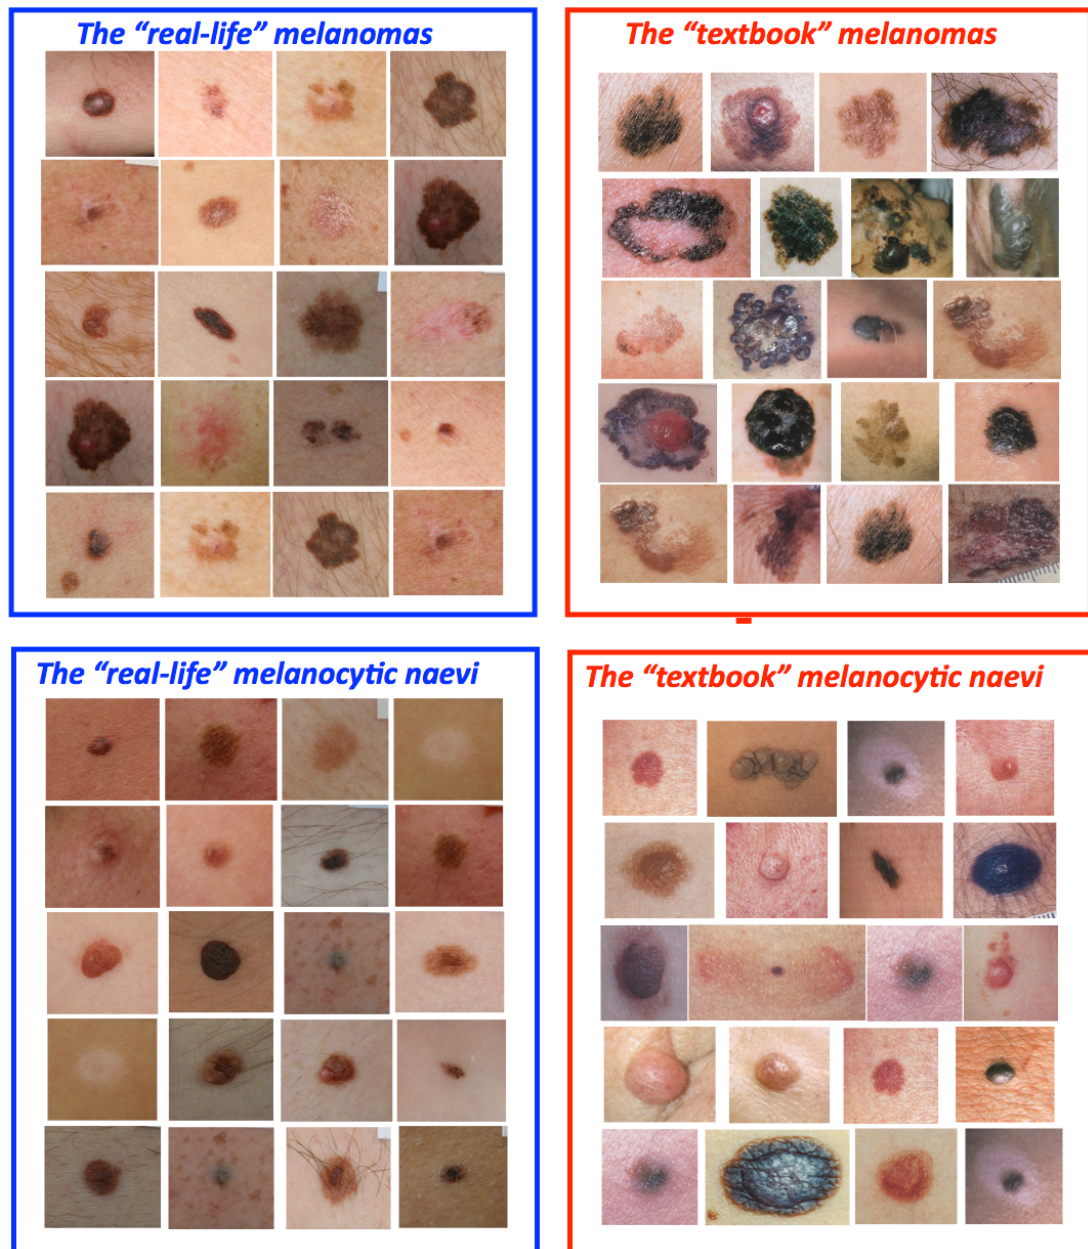 The “real-life” melanomas
The “textbook” melanomas
The “real-life” melanocytic naevi
The “textbook” melanocytic naevi